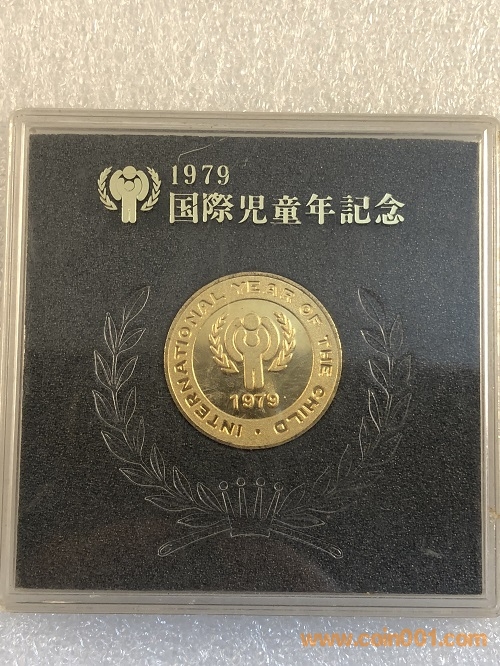 1979
国際児童年記念
INTERNATIONAL YEAR OF THE CHILD •
1979
www.coin001.com